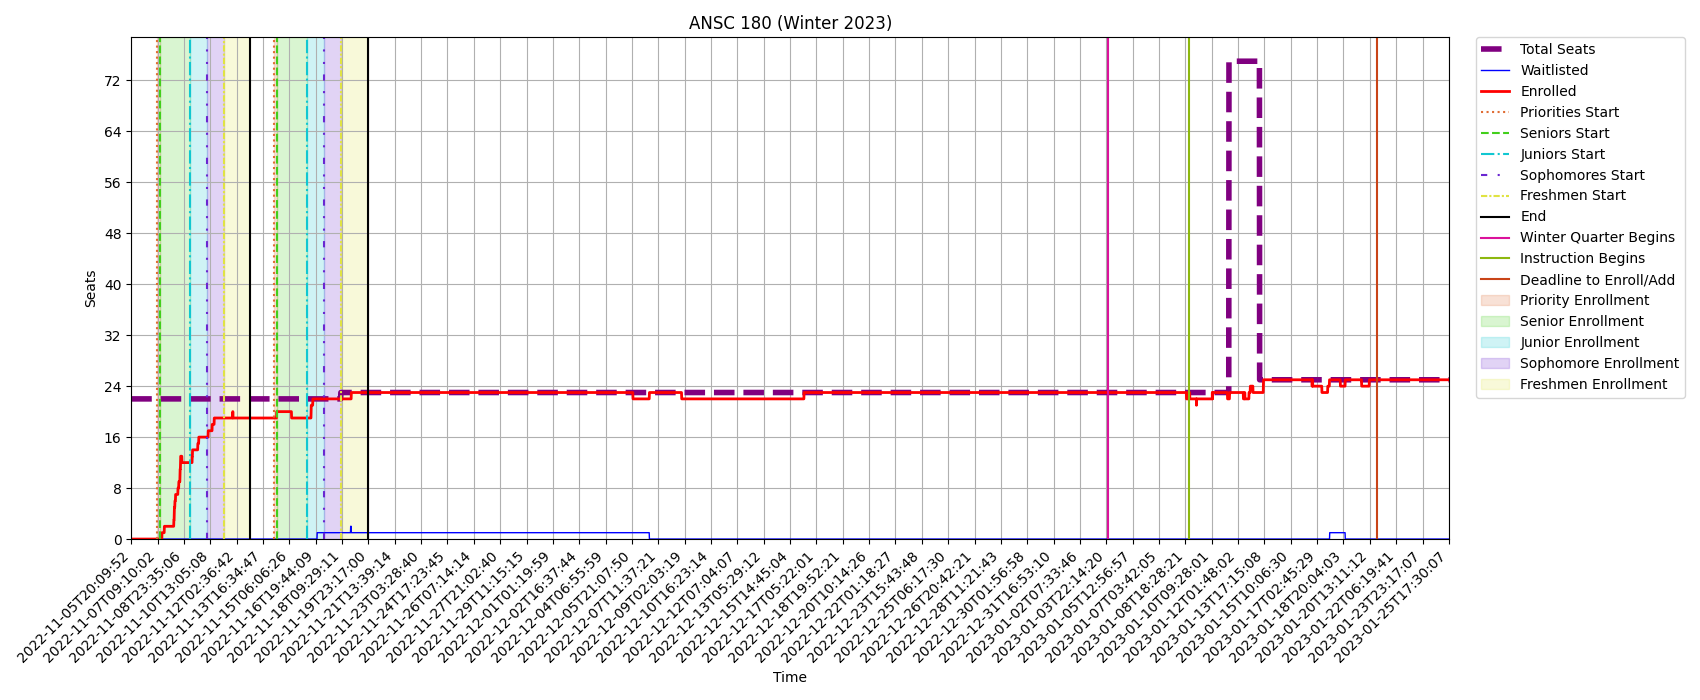 ANSC 180 (Winter 2023)
72
64
56
48
40
32
24
16
8
0
Seats
2022-11-05T20:09:52
2022-11-07T09:10:02
2022-11-08T23:35:06
2022-11-10T13:05:08
2022-11-12T02:36:42
2022-11-13T16:34:47
2022-11-15T06:06:26
2022-11-16T19:44:09
2022-11-18T09:29:11
2022-11-19T23:17:00
2022-11-21T13:39:14
2022-11-23T03:28:40
2022-11-24T17:23:45
2022-11-26T07:14:14
2022-11-27T21:02:40
2022-11-29T11:15:15
2022-12-01T01:19:59
2022-12-02T16:37:44
2022-12-04T06:55:59
2022-12-05T21:07:50
2022-12-07T11:37:21
2022-12-09T02:03:19
2022-12-10T16:23:14
2022-12-12T07:04:07
2022-12-13T05:29:12
2022-12-15T14:45:04
2022-12-17T05:22:01
2022-12-18T19:52:21
2022-12-20T10:14:26
2022-12-22T01:18:27
2022-12-23T15:43:48
2022-12-25T06:17:30
2022-12-26T20:42:21
2022-12-28T11:21:43
2022-12-30T01:56:58
2022-12-31T16:53:10
2023-01-02T07:33:46
2023-01-03T22:14:20
2023-01-05T12:56:57
2023-01-07T03:42:05
2023-01-08T18:28:21
2023-01-10T09:28:01
2023-01-12T01:48:02
2023-01-13T17:15:08
2023-01-15T10:06:30
2023-01-17T02:45:29
2023-01-18T20:04:03
2023-01-20T13:11:12
2023-01-22T06:19:41
2023-01-23T23:17:07
2023-01-25T17:30:07
Time
Total Seats
Waitlisted
Enrolled
Priorities Start
Seniors Start
Juniors Start
Sophomores Start
Freshmen Start
End
Winter Quarter Begins
Instruction Begins
Deadline to Enroll/Add
Priority Enrollment
Senior Enrollment
Junior Enrollment
Sophomore Enrollment
Freshmen Enrollment